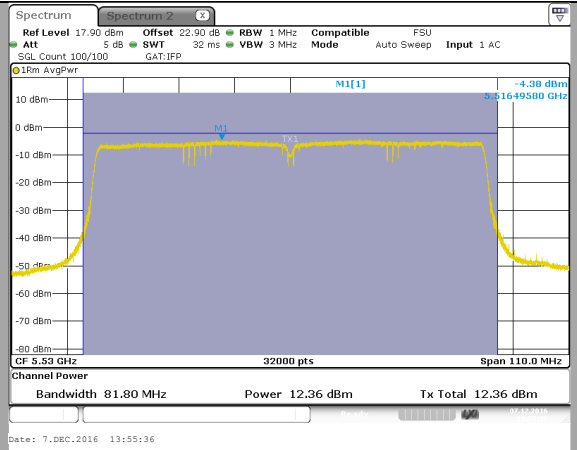 Spectrum Spectrum 2 X
Ref Level 17.90 dBm Offset 22.90 dB RBW 1 MHz Compatible FSU
Att 5 dB SWT 32 ms VBW 3 MHz Mode Auto Sweep Input 1 AC
SGL Count 100/100 GAT:IFP
1Rm AvgPwr
M1[1] -4.38 dBm
5.51649580 GHz
10 dBm
0 dBm
M1
TX1
-10 dBm
-20 dBm
-30 dBm
-40 dBm
-50 dBm
-60 dBm
-70 dBm
-80 dBm
CF 5.53 GHz 32000 pts Span 110.0 MHz
Channel Power
Bandwidth 81.80 MHz Power 12.36 dBm Tx Total 12.36 dBm
Ready 07.12.2016
Date: 7.DEC.2016 13:55:36